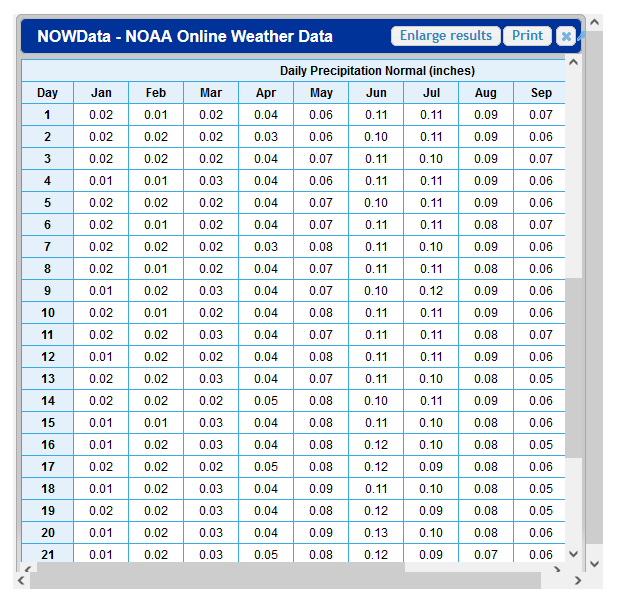 NOWData - NOAA Online Weather Data Enlarge results Print
Daily Precipitation Normal (inches)
Day Jan Feb Mar Apr May Jun Jul Aug Sep
1 0.02 0.01 0.02 0.04 0.06 0.11 0.11 0.09 0.07
2 0.02 0.02 0.02 0.03 0.06 0.10 0.11 0.09 0.06
3 0.02 0.02 0.02 0.04 0.07 0.11 0.10 0.09 0.07
4 0.01 0.01 0.03 0.04 0.06 0.11 0.11 0.09 0.06
5 0.02 0.02 0.02 0.04 0.07 0.10 0.11 0.09 0.06
6 0.02 0.01 0.02 0.04 0.07 0.11 0.11 0.08 0.07
7 0.02 0.02 0.02 0.03 0.08 0.11 0.10 0.09 0.06
8 0.02 0.01 0.02 0.04 0.07 0.11 0.11 0.08 0.06
9 0.01 0.02 0.03 0.04 0.07 0.10 0.12 0.09 0.06
10 0.02 0.01 0.02 0.04 0.08 0.11 0.11 0.09 0.06
11 0.02 0.02 0.03 0.04 0.07 0.11 0.11 0.08 0.07
12 0.01 0.02 0.02 0.04 0.08 0.11 0.11 0.09 0.06
13 0.02 0.02 0.03 0.04 0.07 0.11 0.10 0.08 0.05
14 0.02 0.02 0.02 0.05 0.08 0.10 0.11 0.09 0.06
15 0.01 0.01 0.03 0.04 0.08 0.11 0.10 0.08 0.06
16 0.01 0.02 0.03 0.04 0.08 0.12 0.10 0.08 0.05
17 0.02 0.02 0.02 0.05 0.08 0.12 0.09 0.08 0.06
18 0.01 0.02 0.03 0.04 0.09 0.11 0.10 0.08 0.05
19 0.02 0.02 0.03 0.04 0.08 0.12 0.09 0.08 0.05
20 0.01 0.02 0.03 0.04 0.09 0.13 0.10 0.08 0.06
21 0.01 0.02 0.03 0.05 0.08 0.12 0.09 0.07 0.06